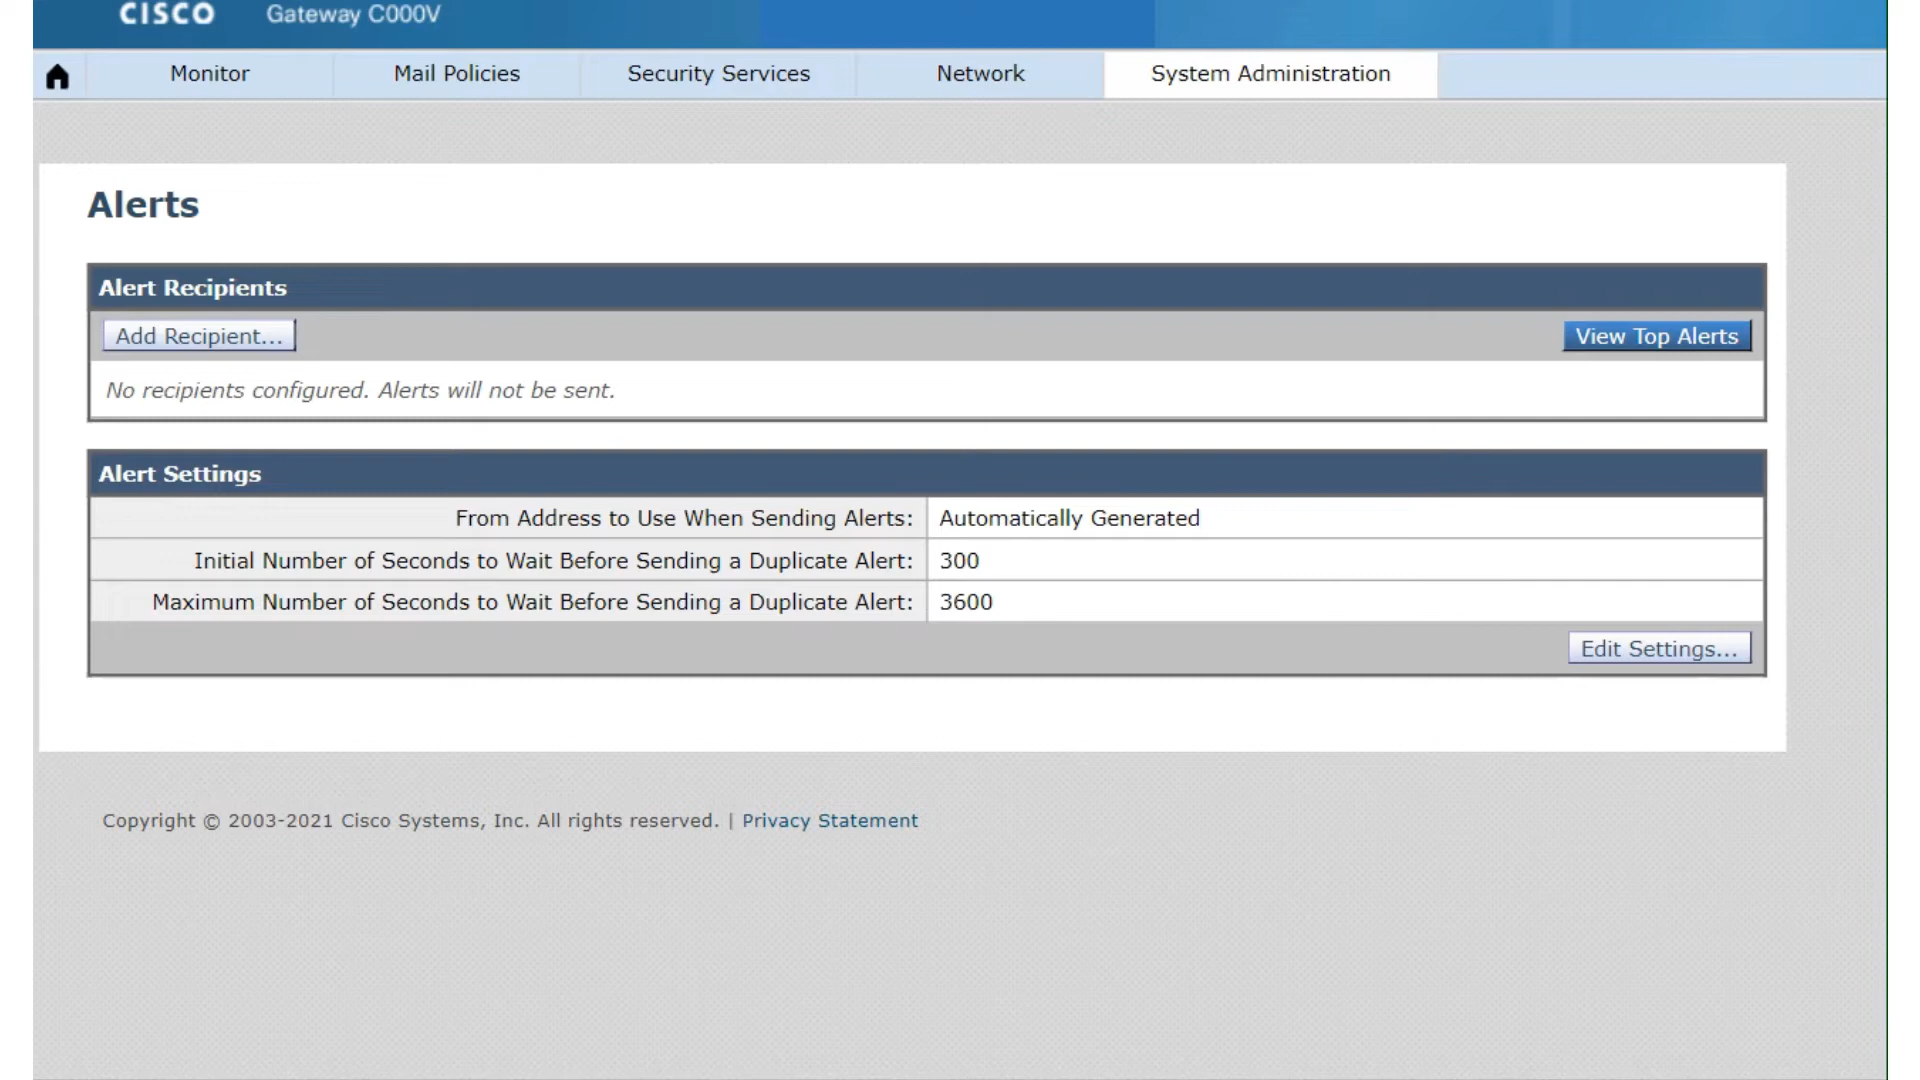 CISCO Gateway C000V
Monitor Mail Policies Security Services Network System Administration
Alerts
Alert Recipients
Add Recipient... View Top Alerts
No recipients configured. Alerts will not be sent.
Alert Settings
From Address to Use When Sending Alerts: Automatically Generated
Initial Number of Seconds to Wait Before Sending a Duplicate Alert: 300
Maximum Number of Seconds to Wait Before Sending a Duplicate Alert: 3600
Edit Settings...
Copyright © 2003-2021 Cisco Systems, Inc. All rights reserved. | Privacy Statement